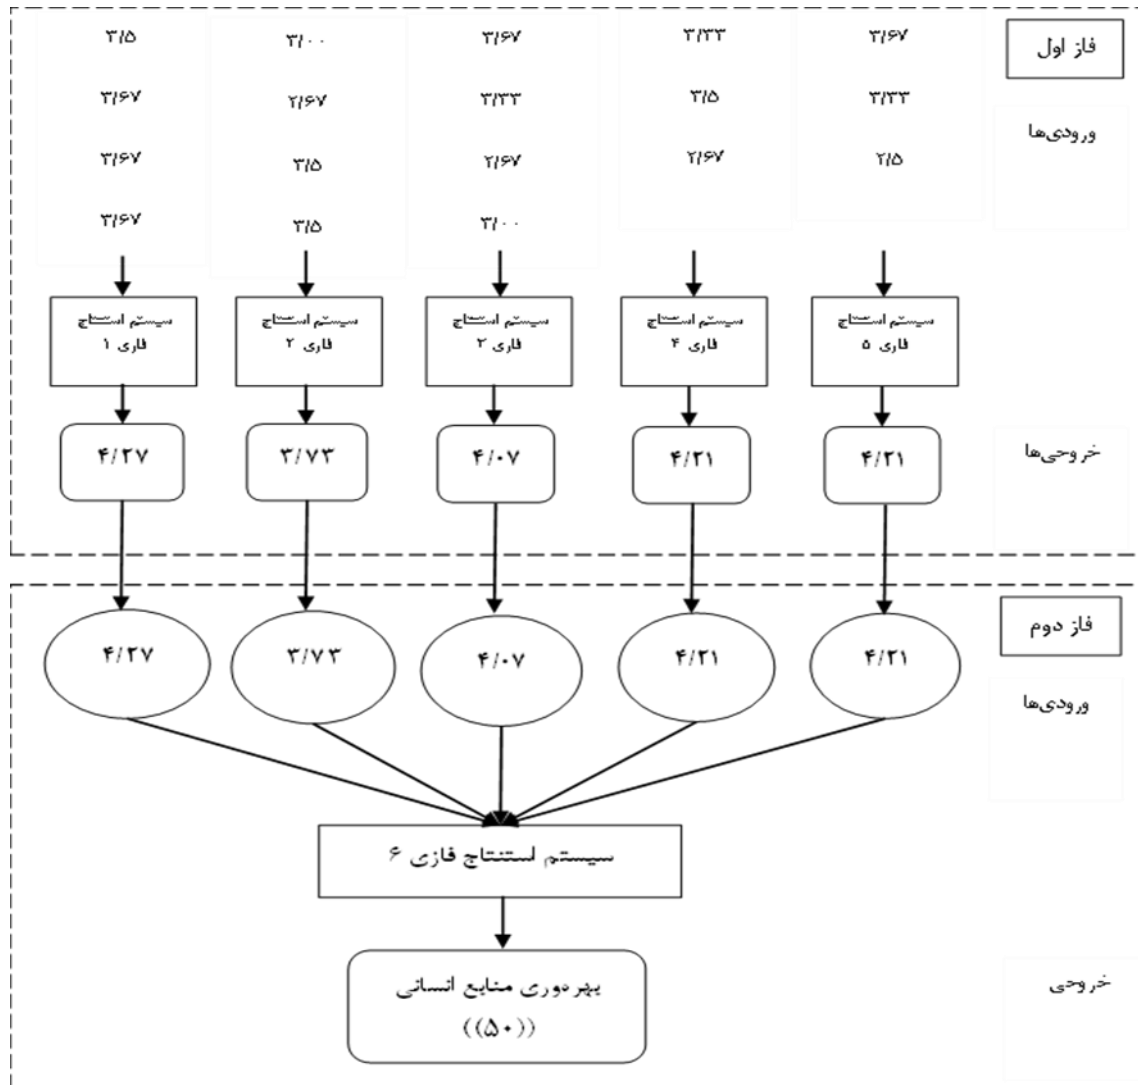 فاز اول
۳/۶۷ ۳/۳۳ ۳/۶۷ ۳/۰۰ ۳/۵
ورودی‌ها
۳/۳۳ ۳/۵ ۳/۳۳ ۲/۶۷ ۳/۶۷
۲/۵ ۲/۶۷ ۲/۶۷ ۳/۵ ۳/۶۷
۳/۰۰ ۳/۵ ۳/۶۷
سیستم استنتاج
فازی ۵
سیستم استنتاج
فازی ۴
سیستم استنتاج
فازی ۳
سیستم استنتاج
فازی ۲
سیستم استنتاج
فازی ۱
خروجی‌ها
۴/۲۱ ۴/۲۱ ۴/۰۷ ۳/۷۳ ۴/۲۷
فاز دوم
۴/۲۱ ۴/۲۱ ۴/۰۷ ۳/۷۳ ۴/۲۷
ورودی‌ها
سیستم استنتاج فازی ۶
خروجی
بهره‌وری منابع انسانی
((۵۰))